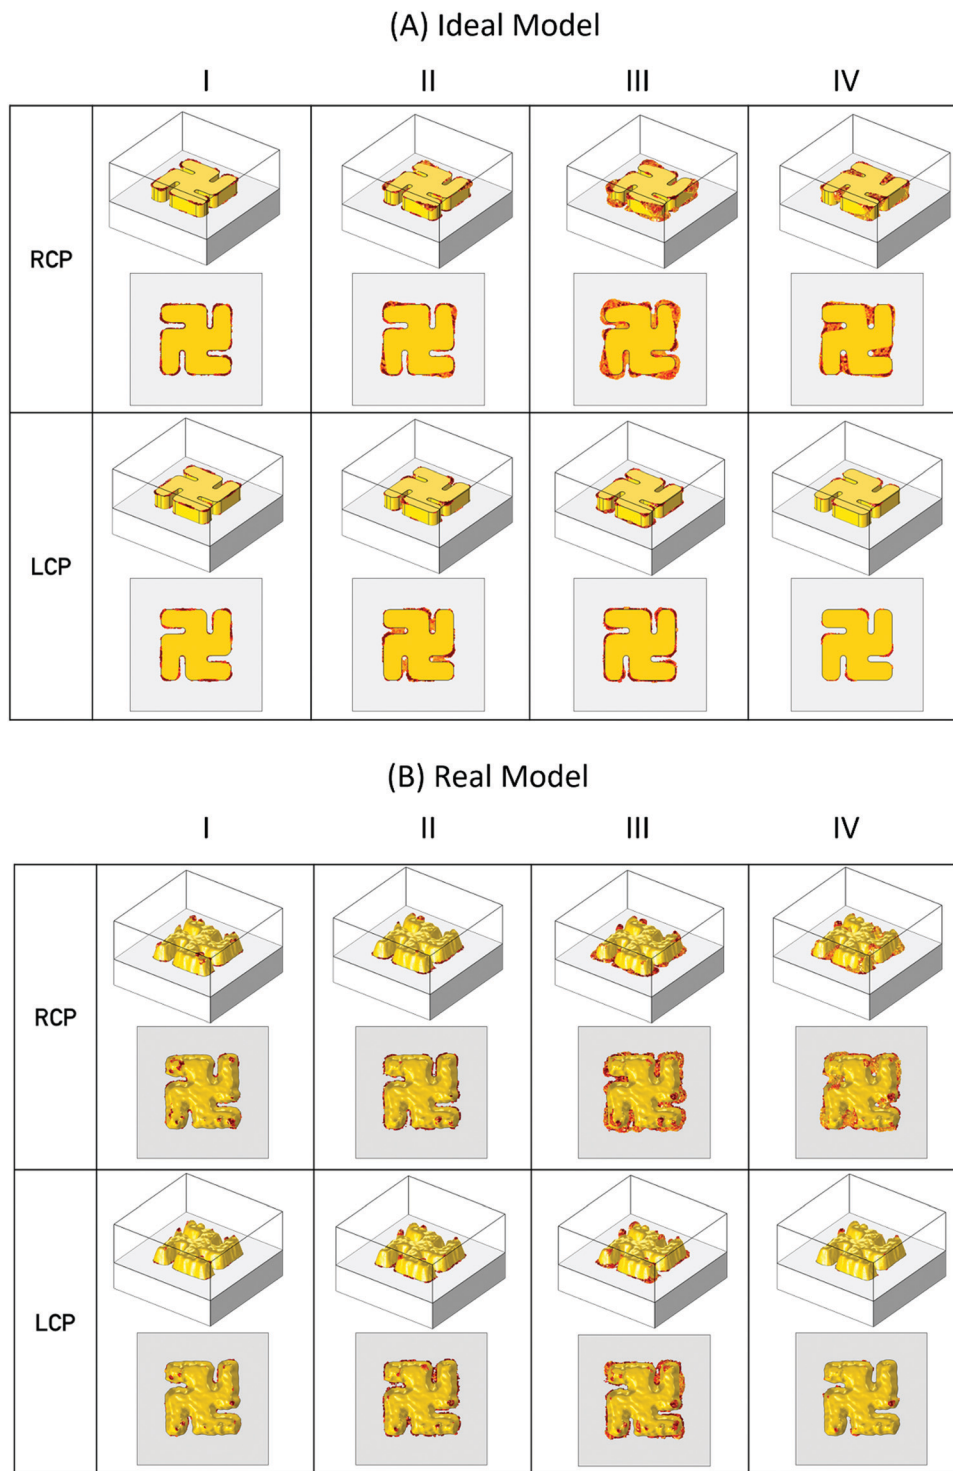 (A) Ideal Model
I II III IV
RCP
LCP
(B) Real Model
I II III IV
RCP
LCP